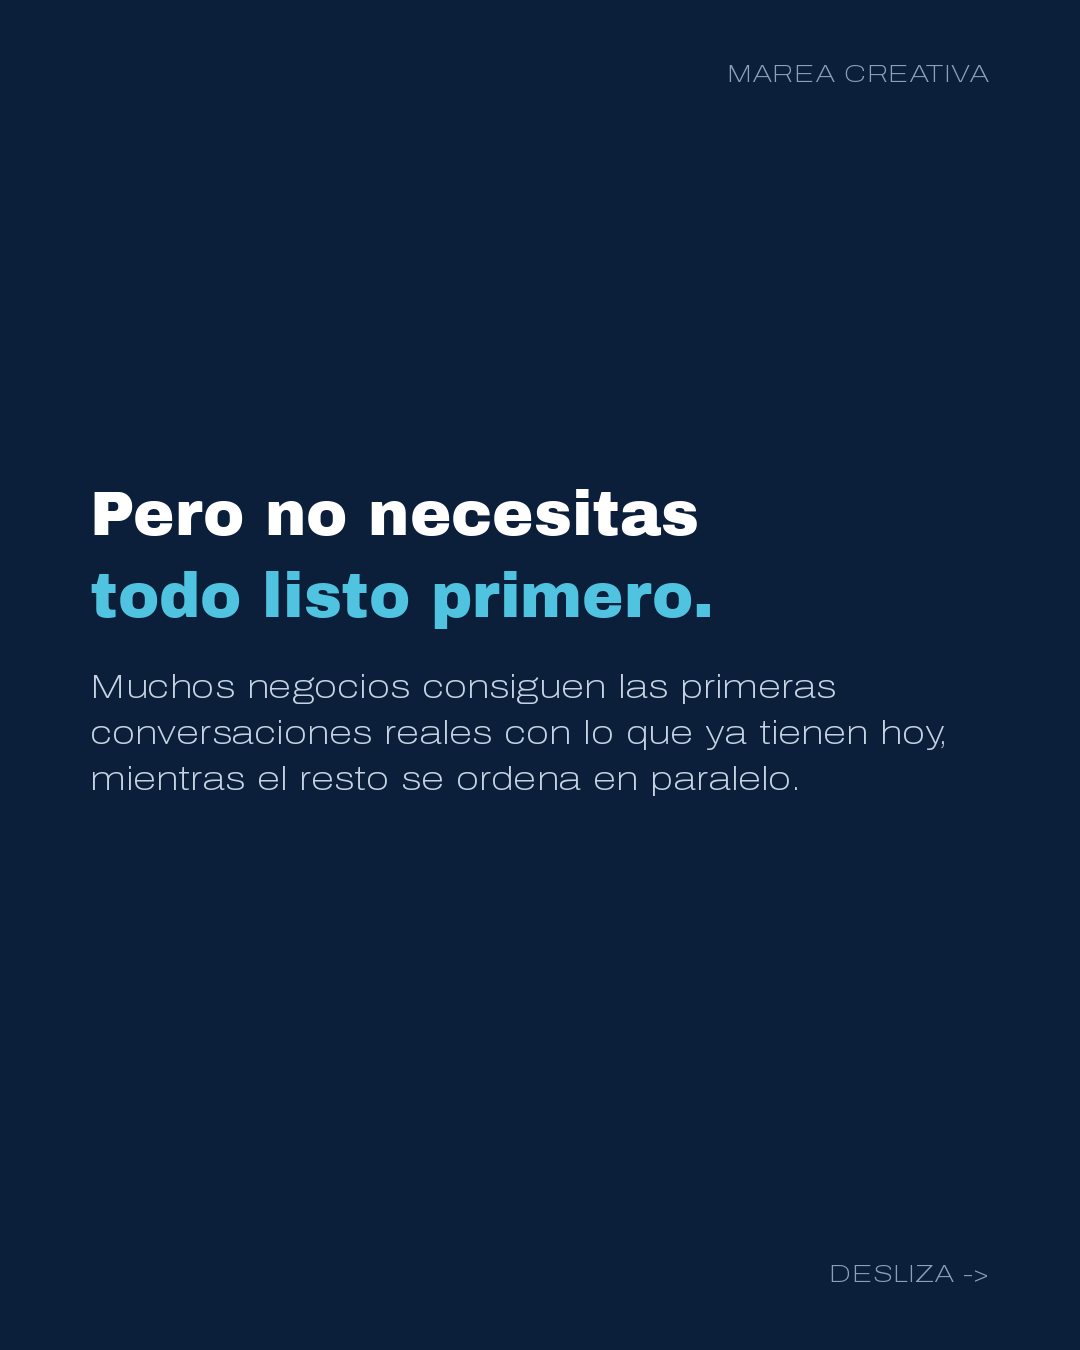 MAREA CREATIVA
Pero no necesitas
todo listo primero.
Muchos negocios consiguen las primeras
conversaciones reales con lo que ya tienen hoy,
mientras el resto se ordena en paralelo.
DESLIZA ->